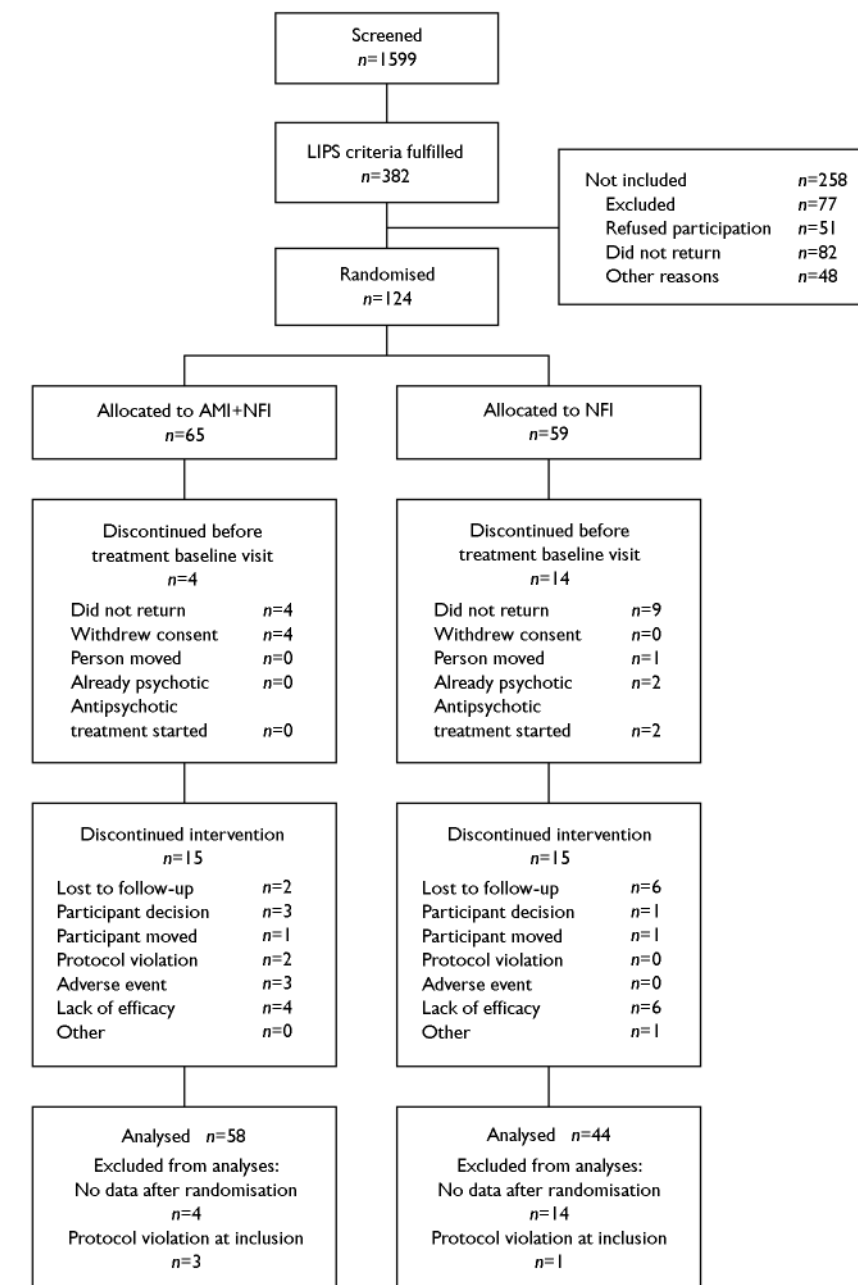 Screened
n=1599
LIPS criteria fulfilled
n=382
Not included n=258
Excluded n=77
Refused participation n=51
Did not return n=82
Other reasons n=48
Randomised
n=124
Allocated to AMI+NFI
n=65
Allocated to NFI
n=59
Discontinued before
treatment baseline visit
n=4
Did not return n=4
Withdrew consent n=4
Person moved n=0
Already psychotic n=0
Antipsychotic
treatment started n=0
Discontinued before
treatment baseline visit
n=14
Did not return n=9
Withdrew consent n=0
Person moved n=1
Already psychotic n=2
Antipsychotic
treatment started n=2
Discontinued intervention
n=15
Lost to follow-up n=2
Participant decision n=3
Participant moved n=1
Protocol violation n=2
Adverse event n=3
Lack of efficacy n=4
Other n=0
Discontinued intervention
n=15
Lost to follow-up n=6
Participant decision n=1
Participant moved n=1
Protocol violation n=0
Adverse event n=0
Lack of efficacy n=6
Other n=1
Analysed n=58
Excluded from analyses:
No data after randomisation
n=4
Protocol violation at inclusion
n=3
Analysed n=44
Excluded from analyses:
No data after randomisation
n=14
Protocol violation at inclusion
n=1